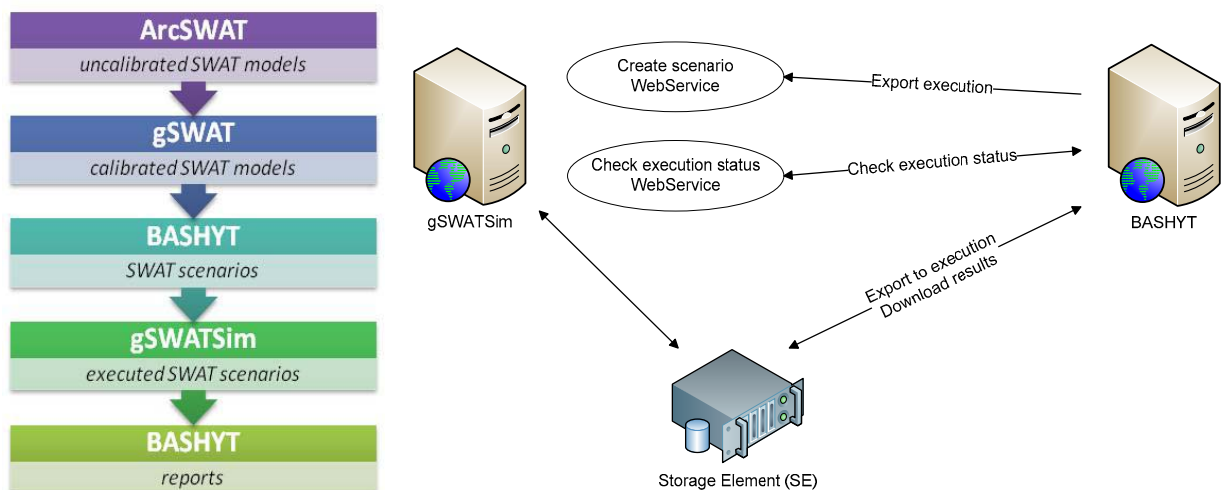 ArcSWAT
uncalibrated SWAT models
gSWAT
calibrated SWAT models
BASHYT
SWAT scenarios
gSWATSim
executed SWAT scenarios
BASHYT
reports
Create scenario
WebService
Export execution
Check execution status
WebService
Check execution status
gSWATSim
BASHYT
Export to execution
Download results
Storage Element (SE)